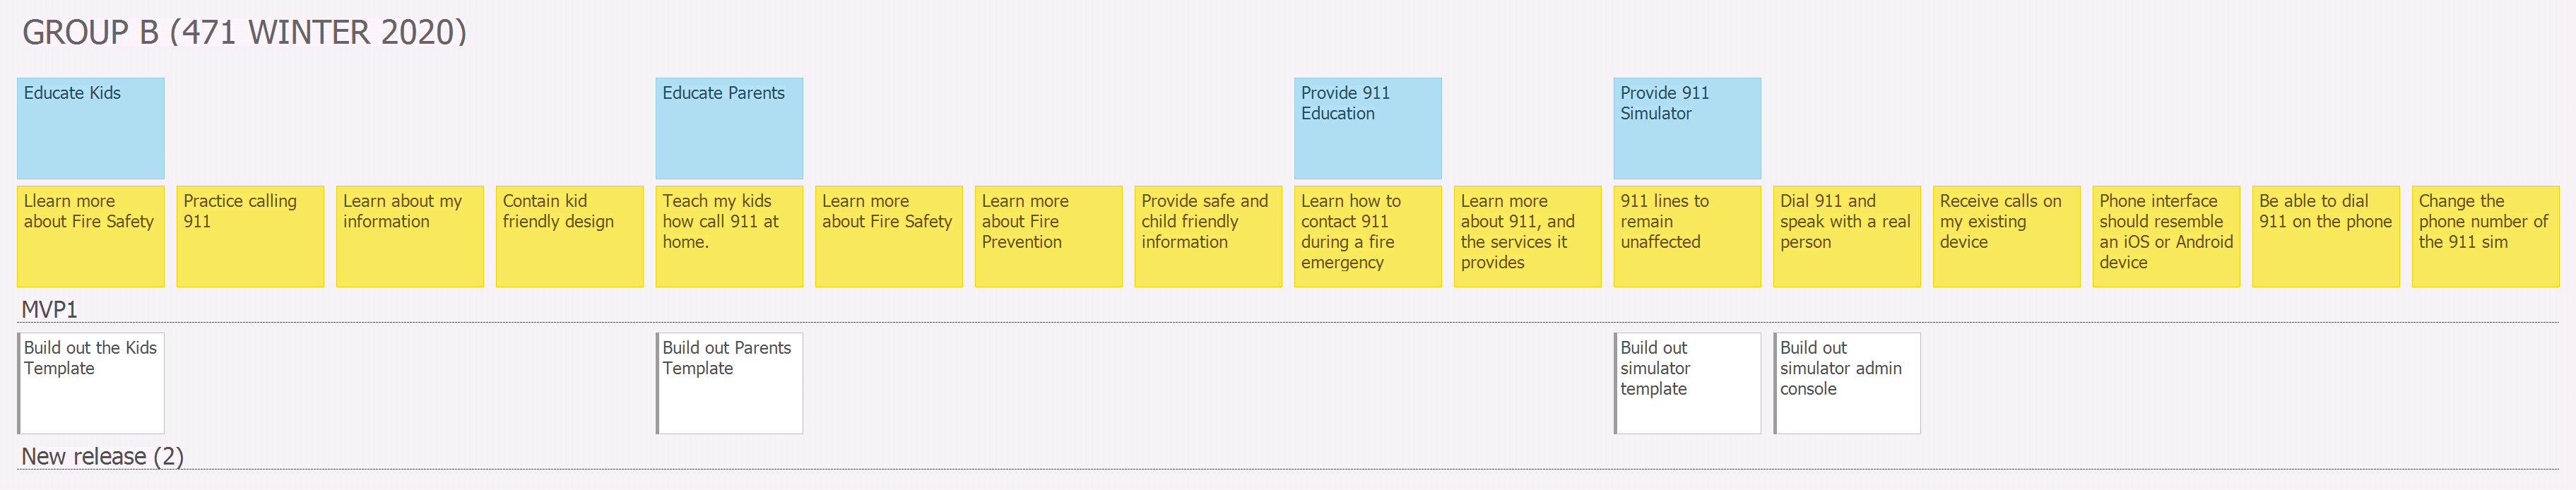 GROUP B (471 WINTER 2020)
Educate Kids
Educate Parents
Provide 911
Education
Provide 911
Simulator
Llearn more
about Fire Safety
Practice calling
911
Learn about my
information
Contain kid
friendly design
Teach my kids
how call 911 at
home.
Learn more
about Fire Safety
Learn more
about Fire
Prevention
Provide safe and
child friendly
information
Learn how to
contact 911
during a fire
emergency
Learn more
about 911, and
the services it
provides
911 lines to
remain
unaffected
Dial 911 and
speak with a real
person
Receive calls on
my existing
device
Phone interface
should resemble
an iOS or Android
device
Be able to dial
911 on the phone
Change the
phone number of
the 911 sim
MVP1
Build out the Kids
Template
Build out Parents
Template
Build out
simulator
template
Build out
simulator admin
console
New release (2)